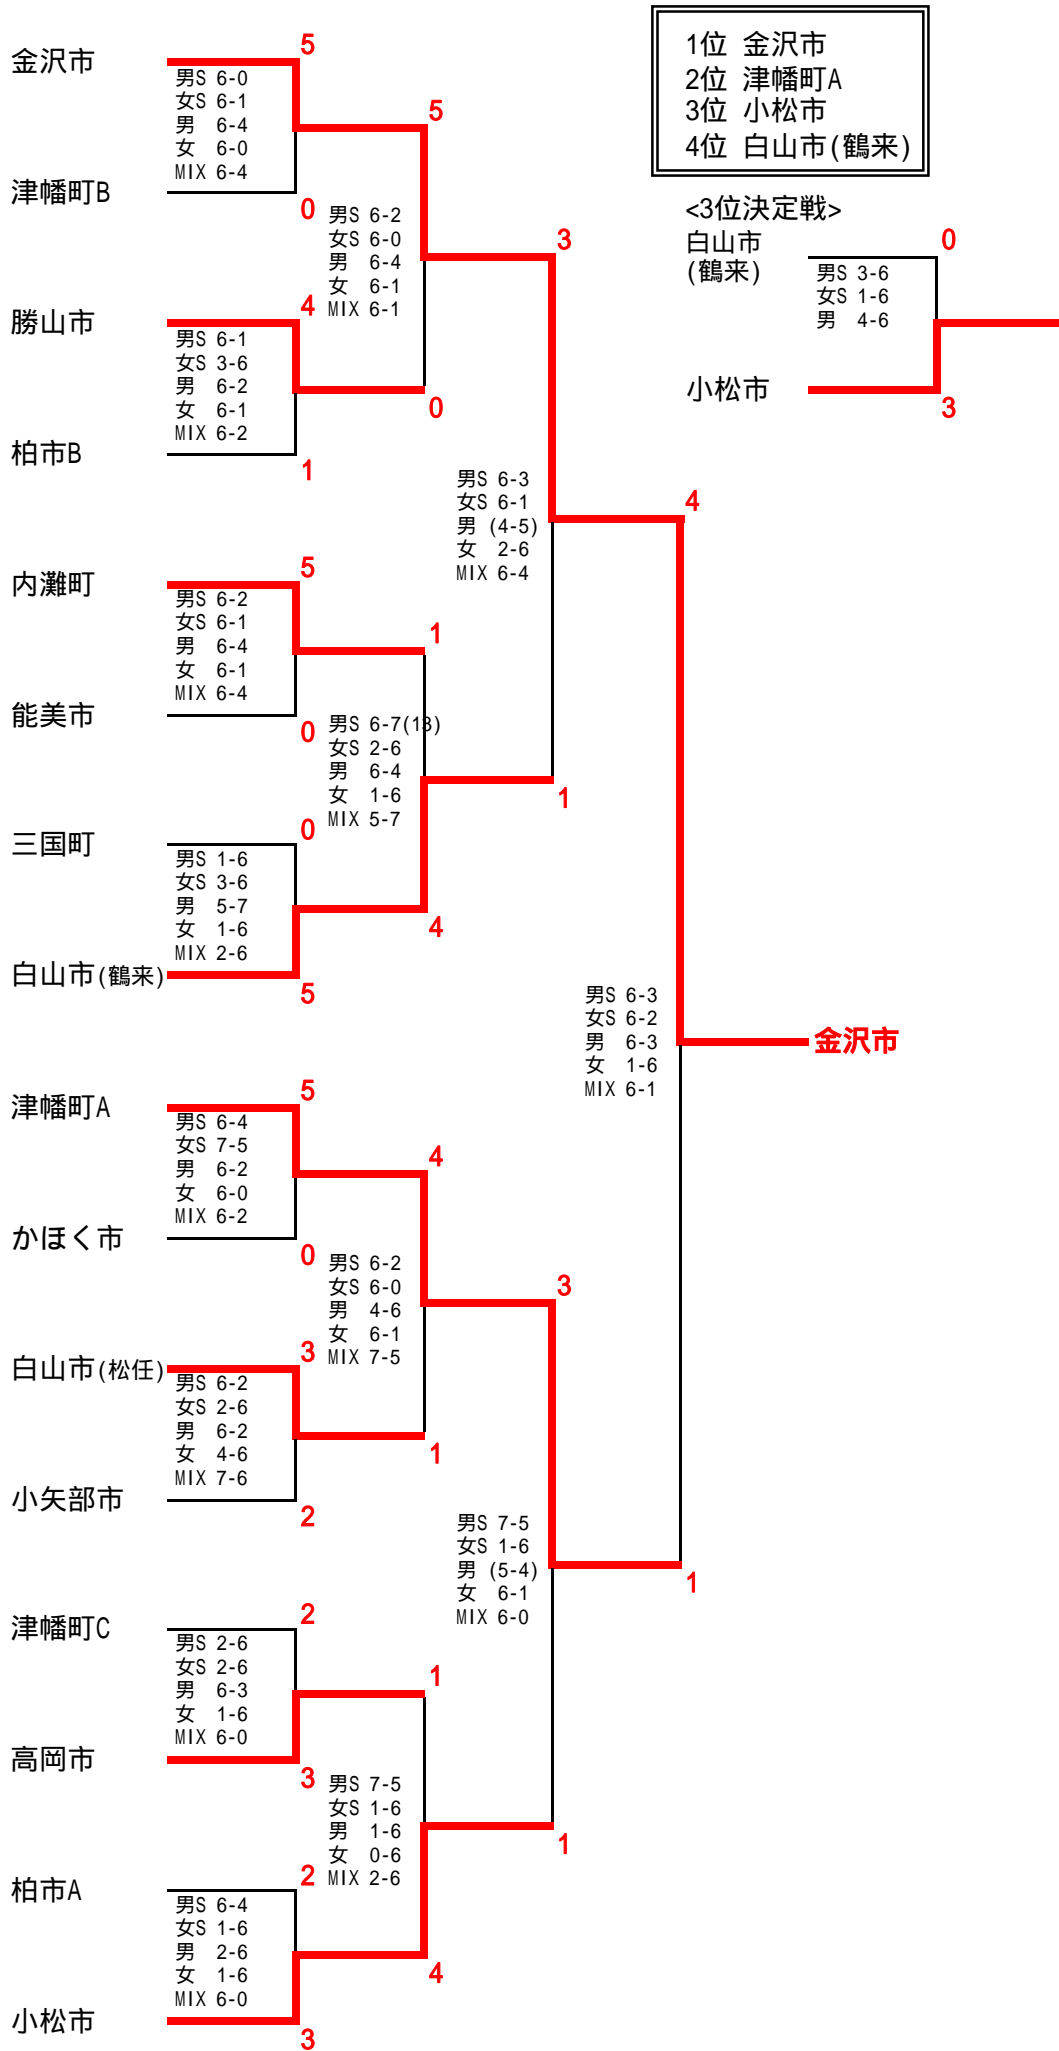 1位 金沢市
2位 津幡町A
3位 小松市
4位 白山市(鶴来)
<3位決定戦>
白山市
(鶴来)
0
男S 3-6
女S 1-6
男 4-6
小松市
3
金沢市
5
男S 6-0
女S 6-1
男 6-4
女 6-0
MIX 6-4
津幡町B
0
5
男S 6-2
女S 6-0
男 6-4
女 6-1
MIX 6-1
勝山市
4
男S 6-1
女S 3-6
男 6-2
女 6-1
MIX 6-2
柏市B
1
0
3
男S 6-3
女S 6-1
男 (4-5)
女 2-6
MIX 6-4
内灘町
5
男S 6-2
女S 6-1
男 6-4
女 6-1
MIX 6-4
能美市
0
1
男S 6-7(13)
女S 2-6
男 6-4
女 1-6
MIX 5-7
三国町
0
男S 1-6
女S 3-6
男 5-7
女 1-6
MIX 2-6
白山市(鶴来)
5
4
1
4
男S 6-3
女S 6-2
男 6-3
女 1-6
MIX 6-1
金沢市
津幡町A
5
男S 6-4
女S 7-5
男 6-2
女 6-0
MIX 6-2
かほく市
0
4
男S 6-2
女S 6-0
男 4-6
女 6-1
MIX 7-5
白山市(松任)
3
男S 6-2
女S 2-6
男 6-2
女 4-6
MIX 7-6
小矢部市
2
1
3
男S 7-5
女S 1-6
男 (5-4)
女 6-1
MIX 6-0
1
津幡町C
2
男S 2-6
女S 2-6
男 6-3
女 1-6
MIX 6-0
高岡市
3
1
男S 7-5
女S 1-6
男 1-6
女 0-6
MIX 2-6
1
柏市A
2
男S 6-4
女S 1-6
男 2-6
女 1-6
MIX 6-0
小松市
3
4